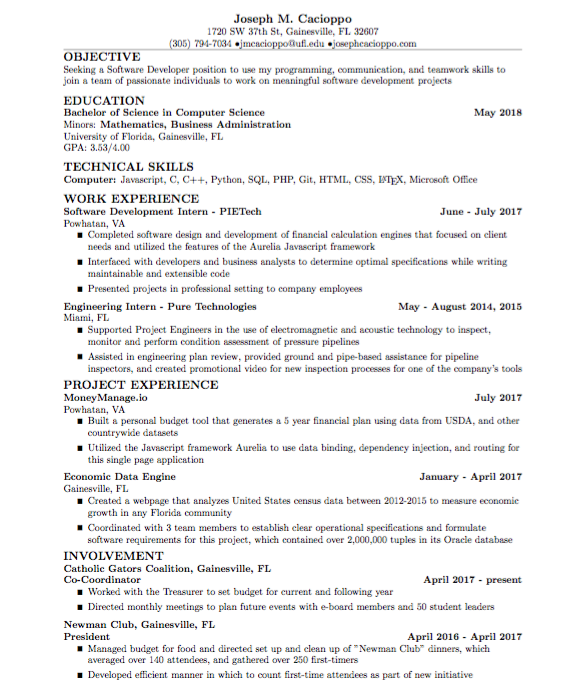 Joseph M. Cacioppo
1720 SW 37th St, Gainesville, FL 32607
(305) 794-7034 •jmcacioppo@ufl.edu •josephcacioppo.com
OBJECTIVE
Seeking a Software Developer position to use my programming, communication, and teamwork skills to
join a team of passionate individuals to work on meaningful software development projects
EDUCATION
Bachelor of Science in Computer Science May 2018
Minors: Mathematics, Business Administration
University of Florida, Gainesville, FL
GPA: 3.53/4.00
TECHNICAL SKILLS
Computer: Javascript, C, C++, Python, SQL, PHP, Git, HTML, CSS, LATEX, Microsoft Office
WORK EXPERIENCE
Software Development Intern - PIETech June - July 2017
Powhatan, VA
■ Completed software design and development of financial calculation engines that focused on client
needs and utilized the features of the Aurelia Javascript framework
■ Interfaced with developers and business analysts to determine optimal specifications while writing
maintainable and extensible code
■ Presented projects in professional setting to company employees
Engineering Intern - Pure Technologies May - August 2014, 2015
Miami, FL
■ Supported Project Engineers in the use of electromagnetic and acoustic technology to inspect,
monitor and perform condition assessment of pressure pipelines
■ Assisted in engineering plan review, provided ground and pipe-based assistance for pipeline
inspectors, and created promotional video for new inspection processes for one of the company's tools
PROJECT EXPERIENCE
MoneyManage.io July 2017
Powhatan, VA
■ Built a personal budget tool that generates a 5 year financial plan using data from USDA, and other
countrywide datasets
■ Utilized the Javascript framework Aurelia to use data binding, dependency injection, and routing for
this single page application
Economic Data Engine January - April 2017
Gainesville, FL
■ Created a webpage that analyzes United States census data between 2012-2015 to measure economic
growth in any Florida community
■ Coordinated with 3 team members to establish clear operational specifications and formulate
software requirements for this project, which contained over 2,000,000 tuples in its Oracle database
INVOLVEMENT
Catholic Gators Coalition, Gainesville, FL
Co-Coordinator April 2017 - present
■ Worked with the Treasurer to set budget for current and following year
■ Directed monthly meetings to plan future events with e-board members and 50 student leaders
Newman Club, Gainesville, FL
President April 2016 - April 2017
■ Managed budget for food and directed set up and clean up of "Newman Club" dinners, which
averaged over 140 attendees, and gathered over 250 first-timers
■ Developed efficient manner in which to count first-time attendees as part of new initiative